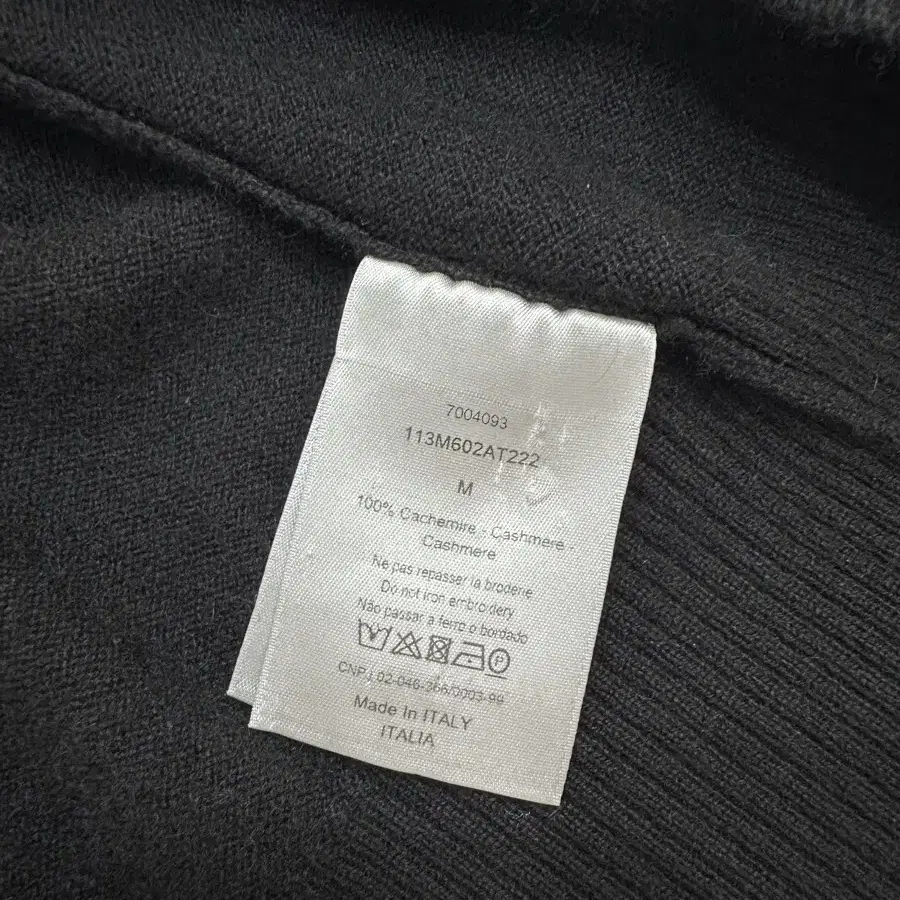 7004093
113M602AT222
M
100% Cachemire - Cashmere -
Cashmere
Ne pas repasser la broderie
Do not iron embroidery
Não passar a ferro o bordado
P
CNPJ 02-046-366/0003-99
Made In ITALY
ITALIA